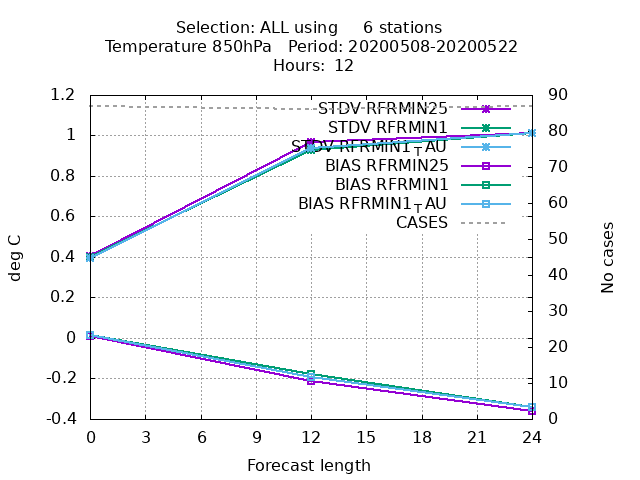 Selection: ALL using 6 stations
Temperature 850hPa Period: 20200508-20200522
Hours: 12
1.2
1
0.8
0.6
0.4
0.2
0
-0.2
-0.4
deg C
STDV RFRMIN25
STDV RFRMIN1
STDV RFRMIN1TAU
BIAS RFRMIN25
BIAS RFRMIN1
BIAS RFRMIN1TAU
CASES
90
80
70
60
50
40
30
20
10
0
No cases
0 3 6 9 12 15 18 21 24
Forecast length